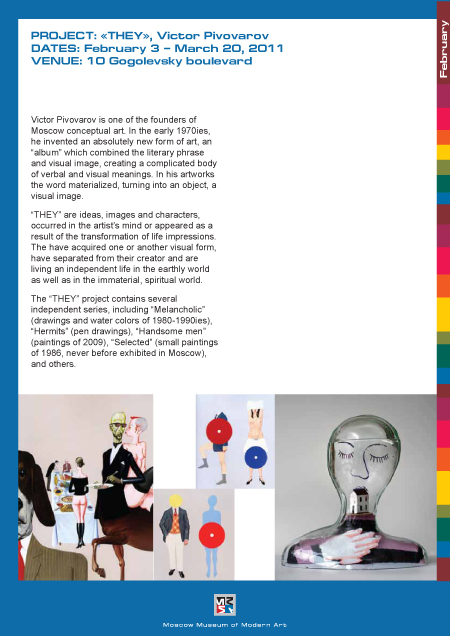 PROJECT: «THEY», Victor Pivovarov
DATES: February 3 – March 20, 2011
VENUE: 10 Gogolevsky boulevard
February
Victor Pivovarov is one of the founders of
Moscow conceptual art. In the early 1970ies,
he invented an absolutely new form of art, an
“album” which combined the literary phrase
and visual image, creating a complicated body
of verbal and visual meanings. In his artworks
the word materialized, turning into an object, a
visual image.
“THEY” are ideas, images and characters,
occurred in the artist’s mind or appeared as a
result of the transformation of life impressions.
The have acquired one or another visual form,
have separated from their creator and are
living an independent life in the earthly world
as well as in the immaterial, spiritual world.
The “THEY” project contains several
independent series, including “Melancholic”
(drawings and water colors of 1980-1990ies),
“Hermits” (pen drawings), “Handsome men”
(paintings of 2009), “Selected” (small paintings
of 1986, never before exhibited in Moscow),
and others.
Moscow Museum of Modern Art